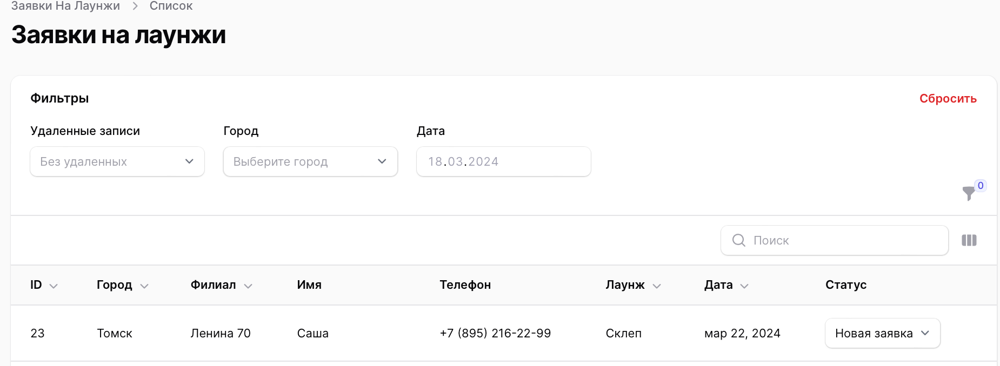 Заявки На Лаунжи > Список
Заявки на лаунжи
Фильтры Сбросить
Удаленные записи Город Дата
Без удаленных Выберите город 18.03.2024
0
Поиск
ID Город Филиал Имя Телефон Лаунж Дата Статус
23 Томск Ленина 70 Саша +7 (895) 216-22-99 Склеп мар 22, 2024 Новая заявка